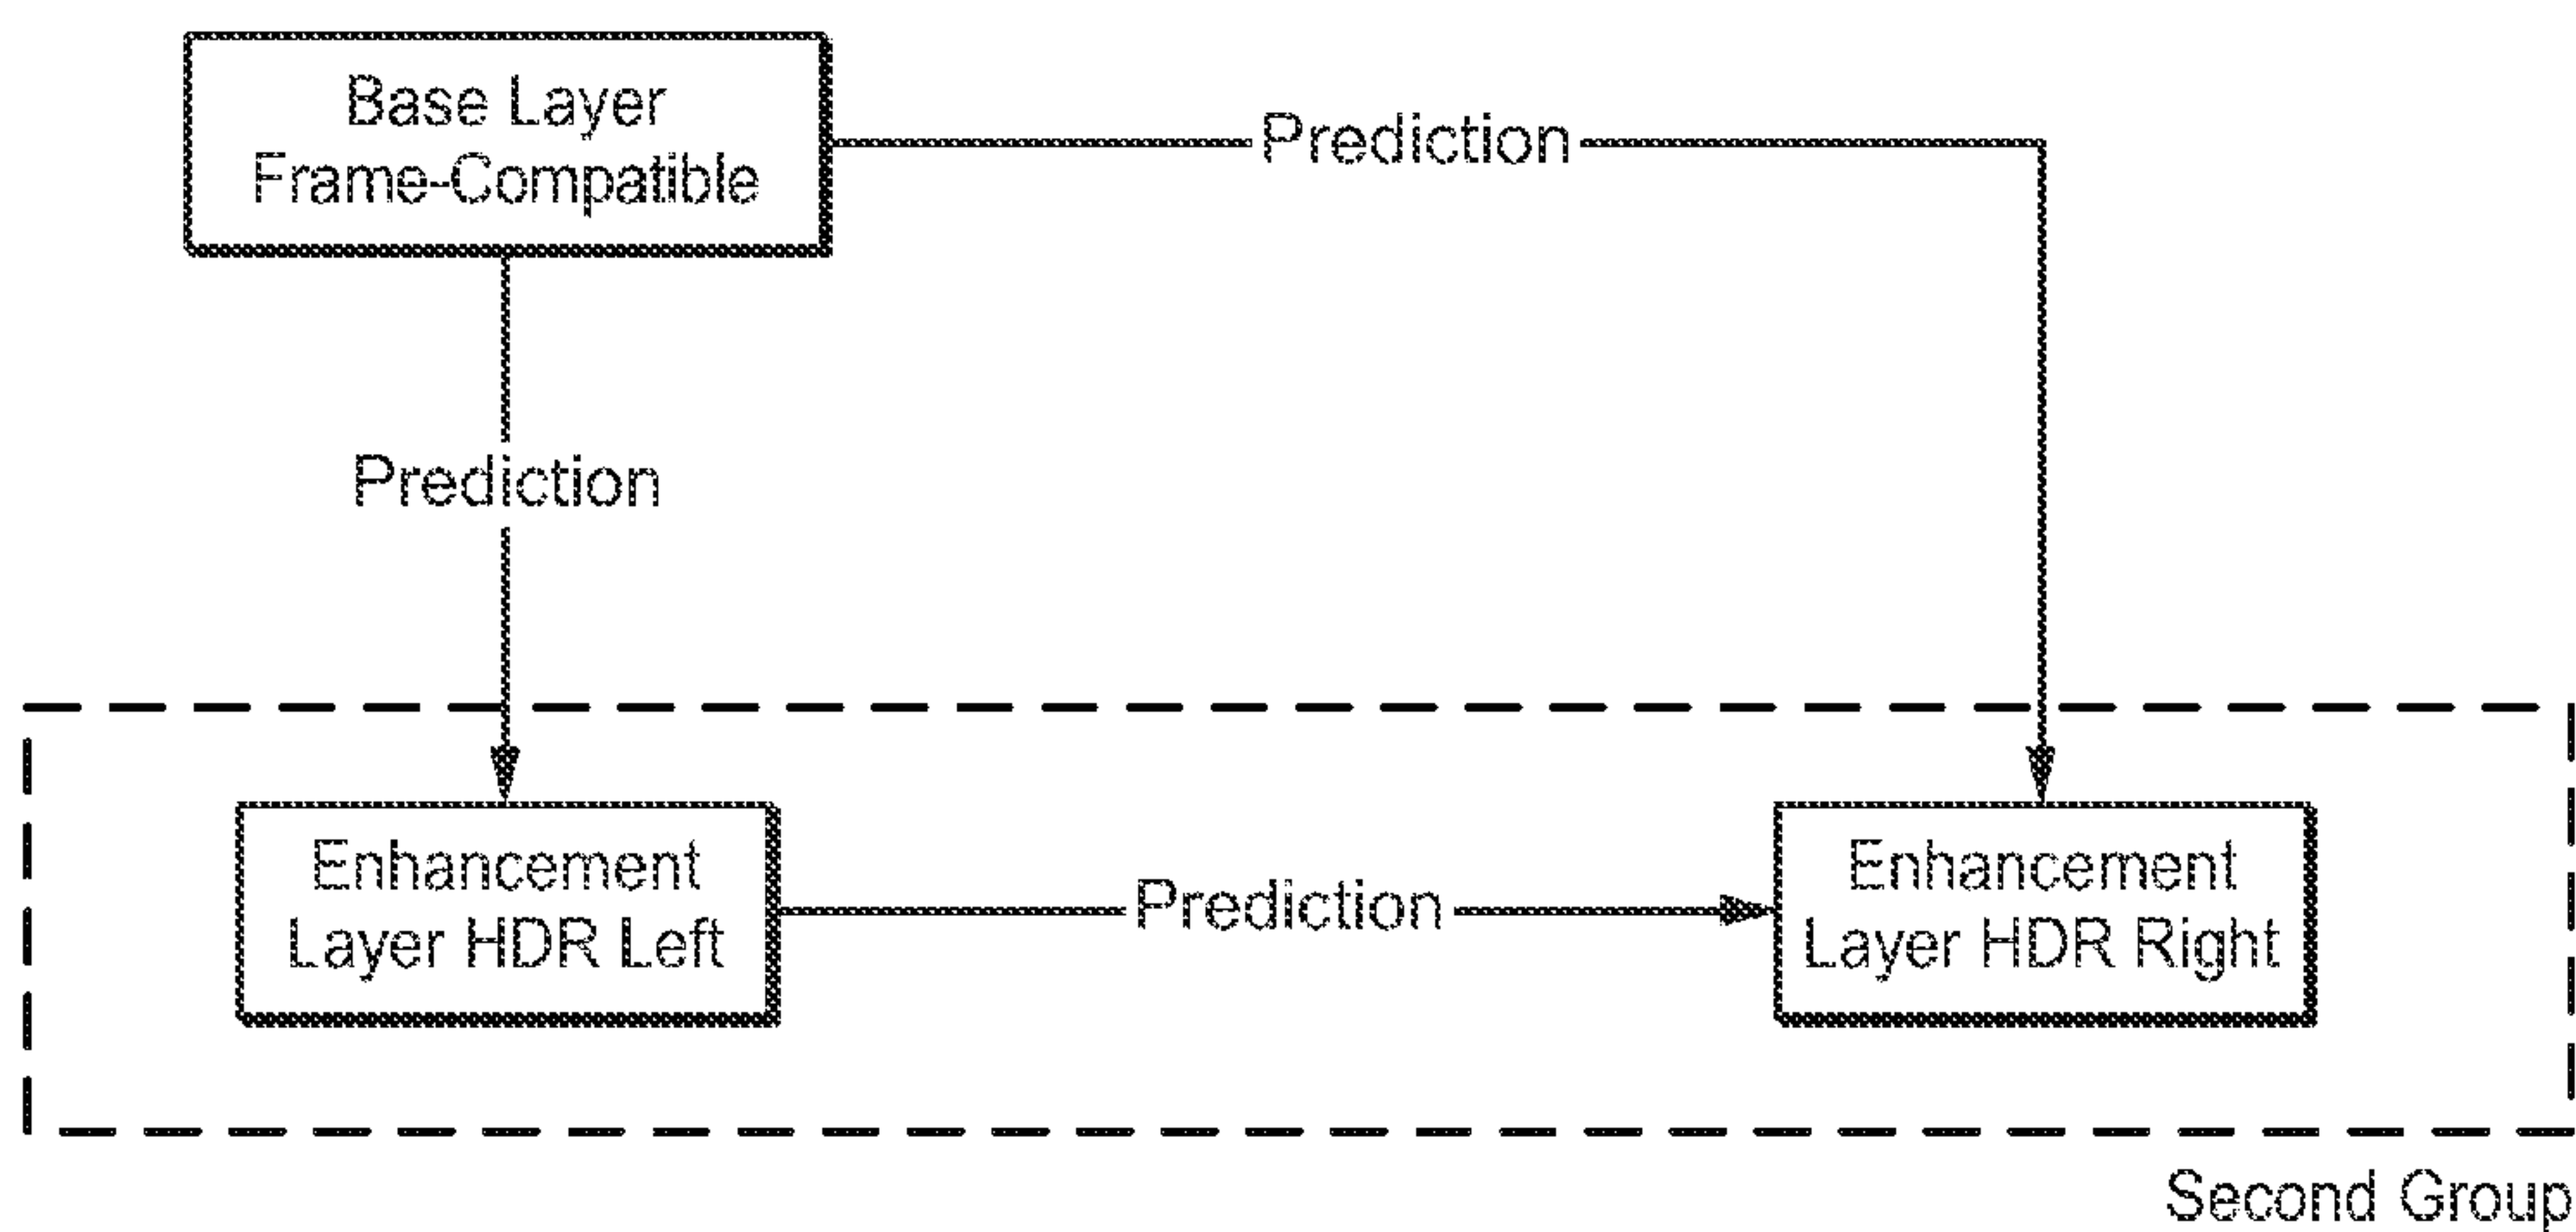 Base Layer
Frame-Compatible
Prediction
Prediction
Enhancement
Layer HDR Left
Prediction
Enhancement
Layer HDR Right
Second Group